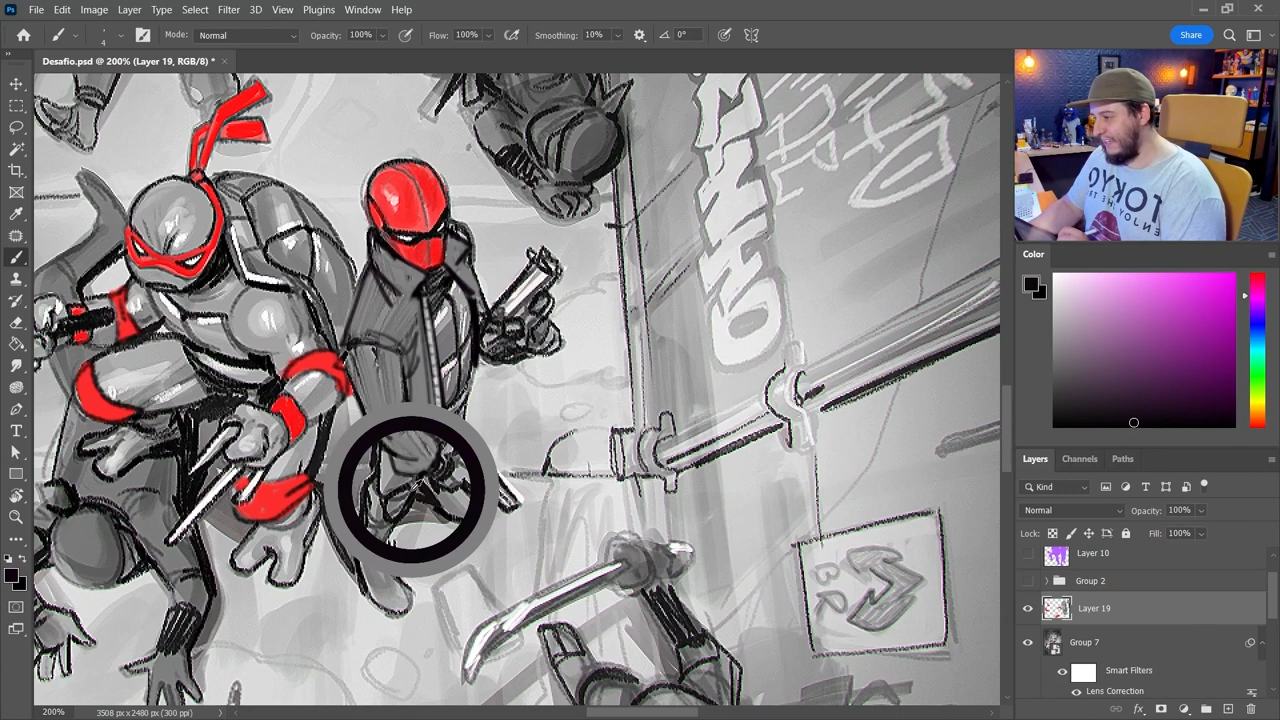 Ps File Edit Image Layer Type Select Filter 3D View Plugins Window Help
4 Mode: Normal Opacity: 100% Flow: 100% Smoothing: 10% 0° Share
Desafio.psd @ 200% (Layer 19, RGB/8) *
TOKYO
Color
Layers Channels Paths
Kind
Normal Opacity: 100%
Lock: Fill: 100%
Layer 10
Group 2
Layer 19
Group 7
Smart Filters
Lens Correction
200% 3508 px x 2480 px (300 ppi)